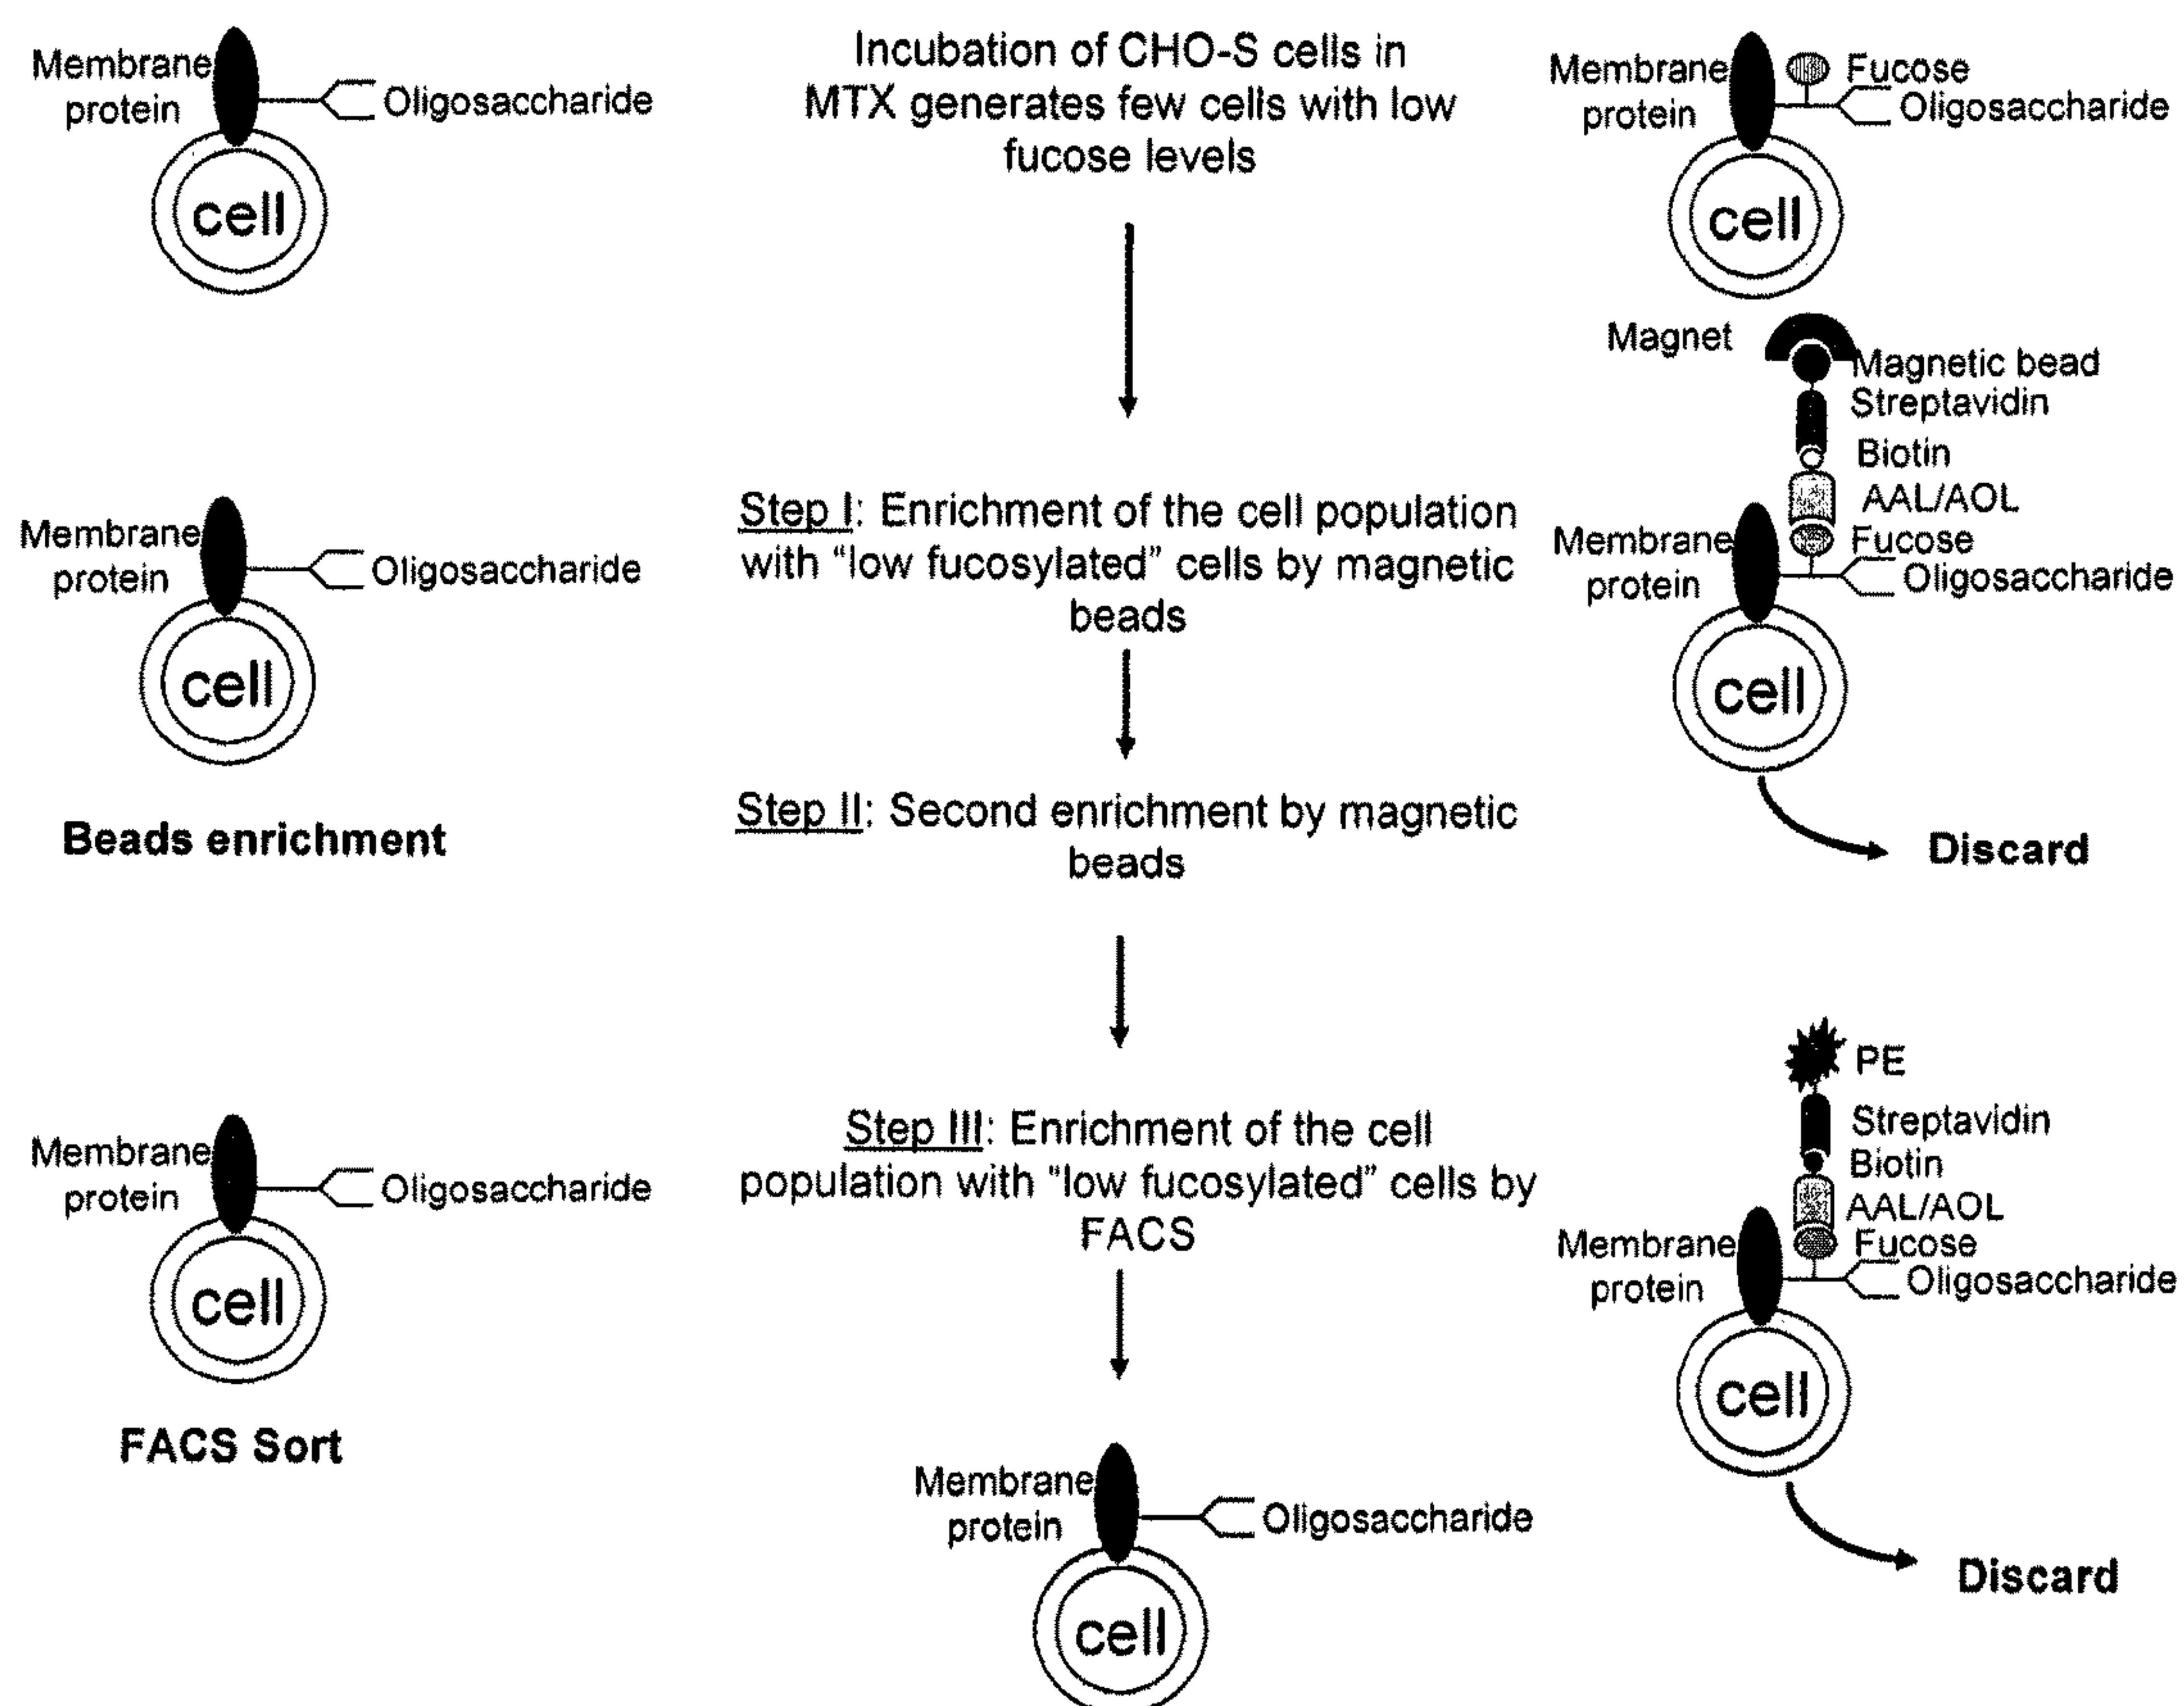 Membrane
protein
Oligosaccharide
cell
Incubation of CHO-S cells in
MTX generates few cells with low
fucose levels
Membrane
protein
Fucose
Oligosaccharide
cell
Magnet
Magnetic bead
Streptavidin
Biotin
AAL/AOL
Fucose
Membrane
protein
Oligosaccharide
cell
Discard
Membrane
protein
Oligosaccharide
cell
Beads enrichment
Step I: Enrichment of the cell population
with "low fucosylated" cells by magnetic
beads
Step II: Second enrichment by magnetic
beads
Membrane
protein
Oligosaccharide
cell
FACS Sort
Step III: Enrichment of the cell
population with "low fucosylated" cells by
FACS
PE
Streptavidin
Biotin
AAL/AOL
Fucose
Membrane
protein
Oligosaccharide
cell
Discard
Membrane
protein
Oligosaccharide
cell